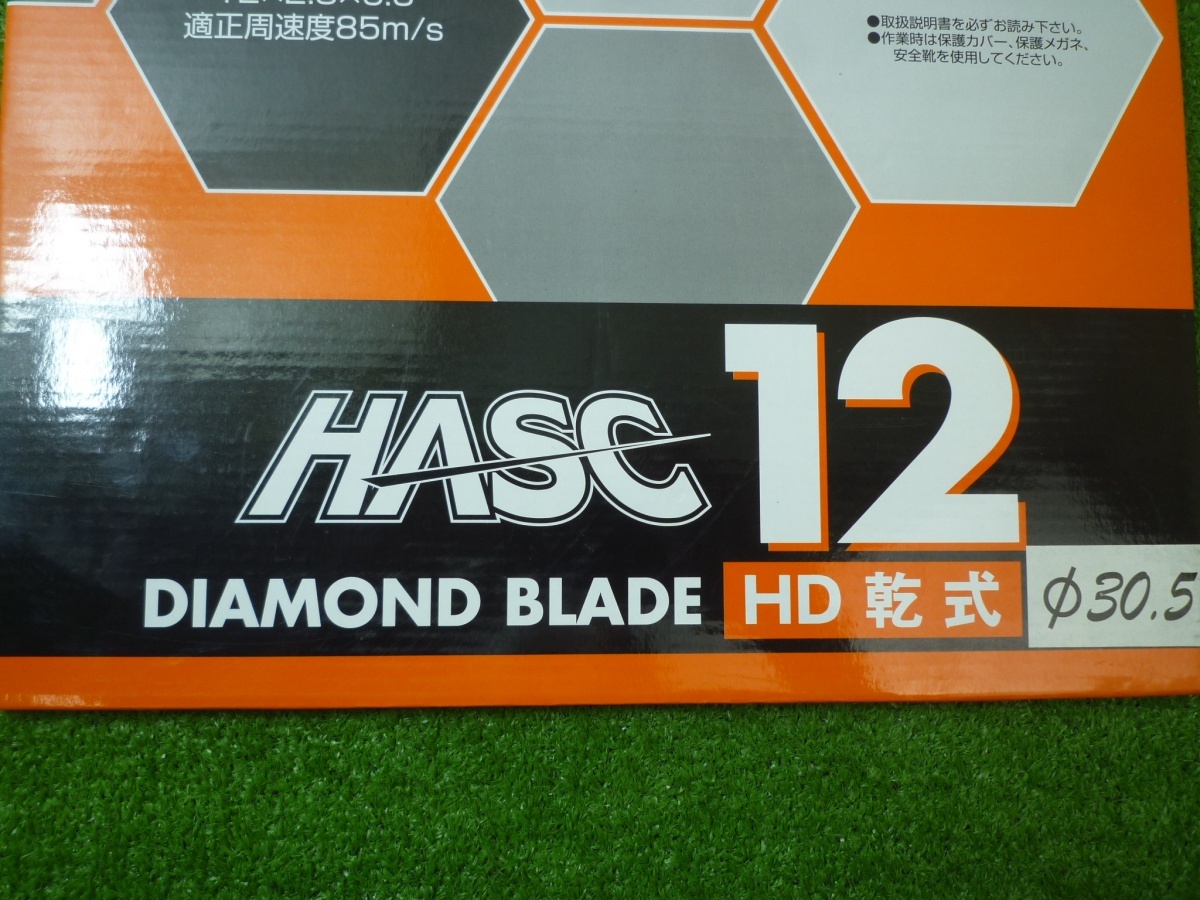 適正周速度85m/s
●取扱説明書を必ずお読み下さい。
●作業時は保護カバー、保護メガネ、
安全靴を使用してください。
HASC 12
DIAMOND BLADE HD 乾式 φ30.5